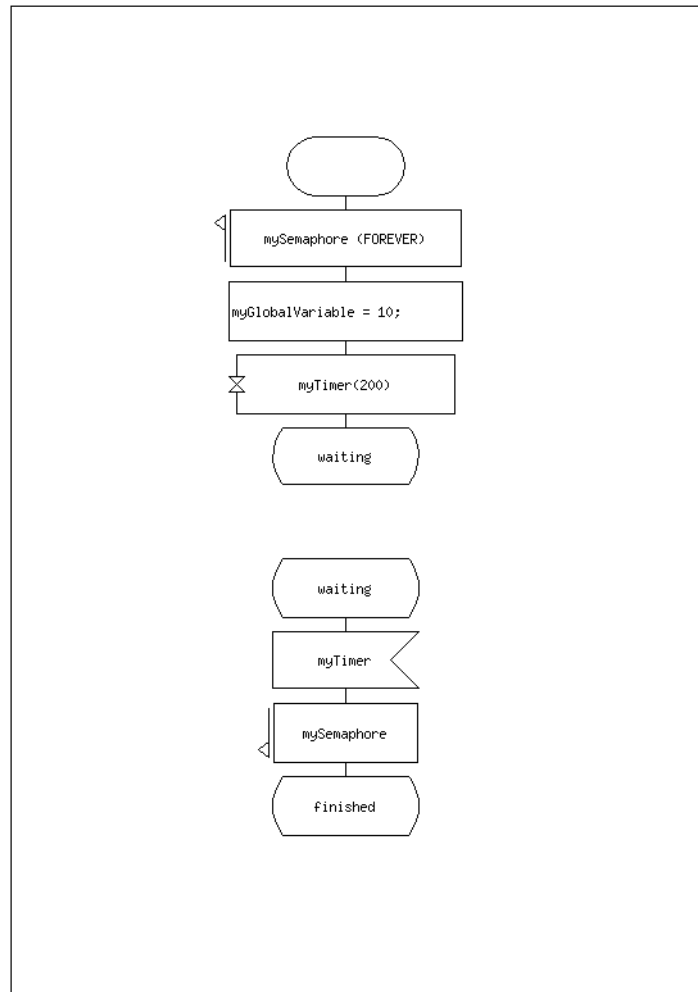 mySemaphore (FOREVER)
myGlobalVariable = 10;
myTimer(200)
waiting
waiting
myTimer
mySemaphore
finished